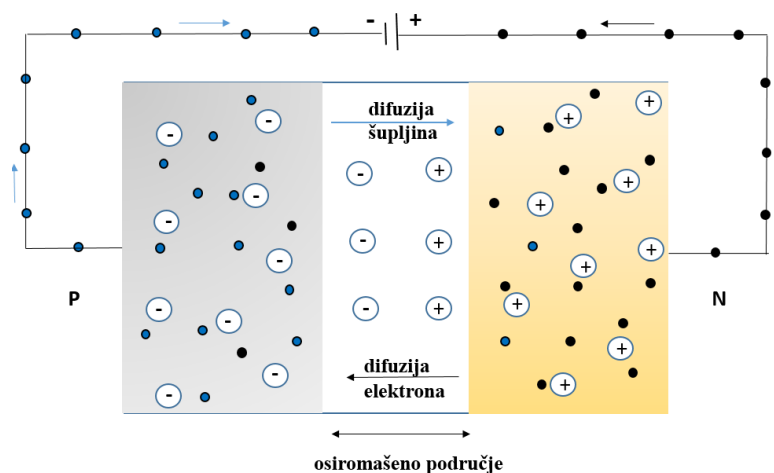 - +
difuzija
šupljina
- - - + +
- +
- + +
- +
- - + + +
P N
- - - + + +
- - + +
difuzija
elektrona
- - +
osiromašeno područje